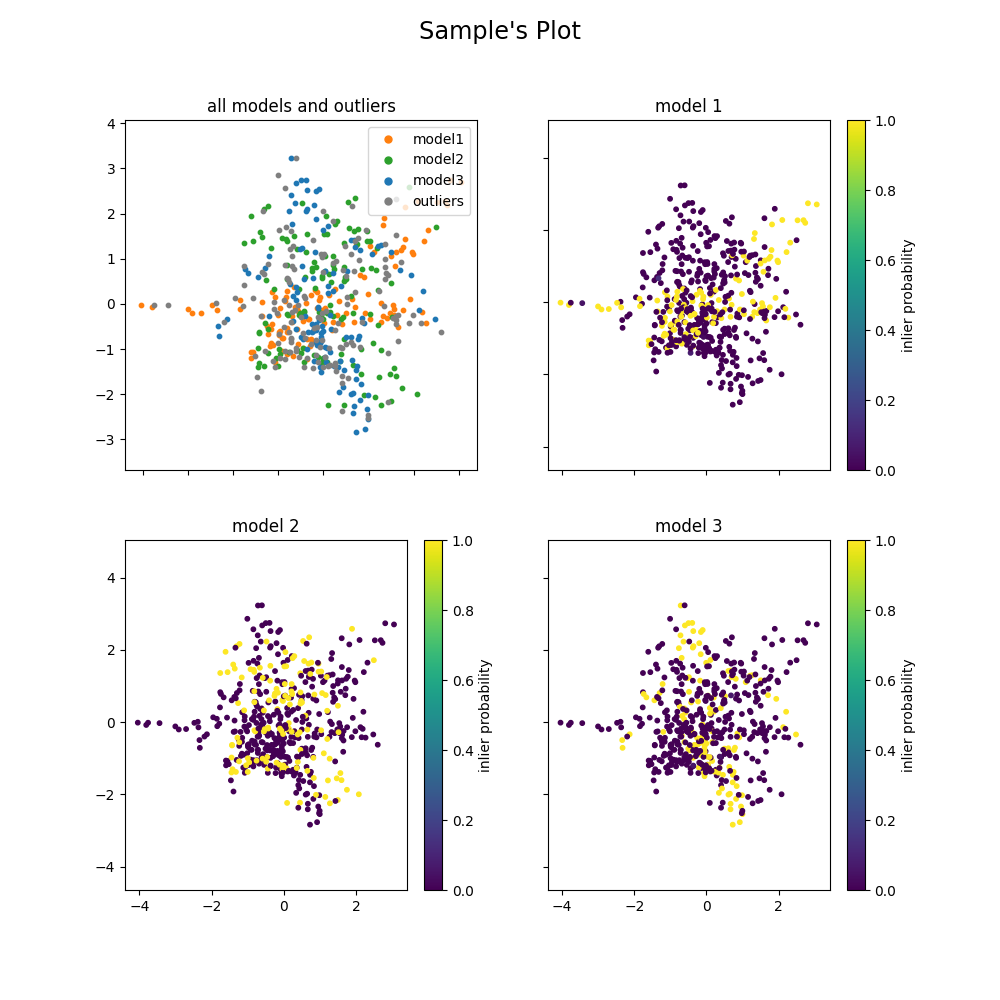 Sample's Plot
all models and outliers
4
3
2
1
0
−1
−2
−3
model1
model2
model3
outliers
model 1
1.0
0.8
0.6
0.4
0.2
0.0
inlier probability
model 2
4
2
0
−2
−4
−4 −2 0 2
1.0
0.8
0.6
0.4
0.2
0.0
inlier probability
model 3
−4 −2 0 2
1.0
0.8
0.6
0.4
0.2
0.0
inlier probability